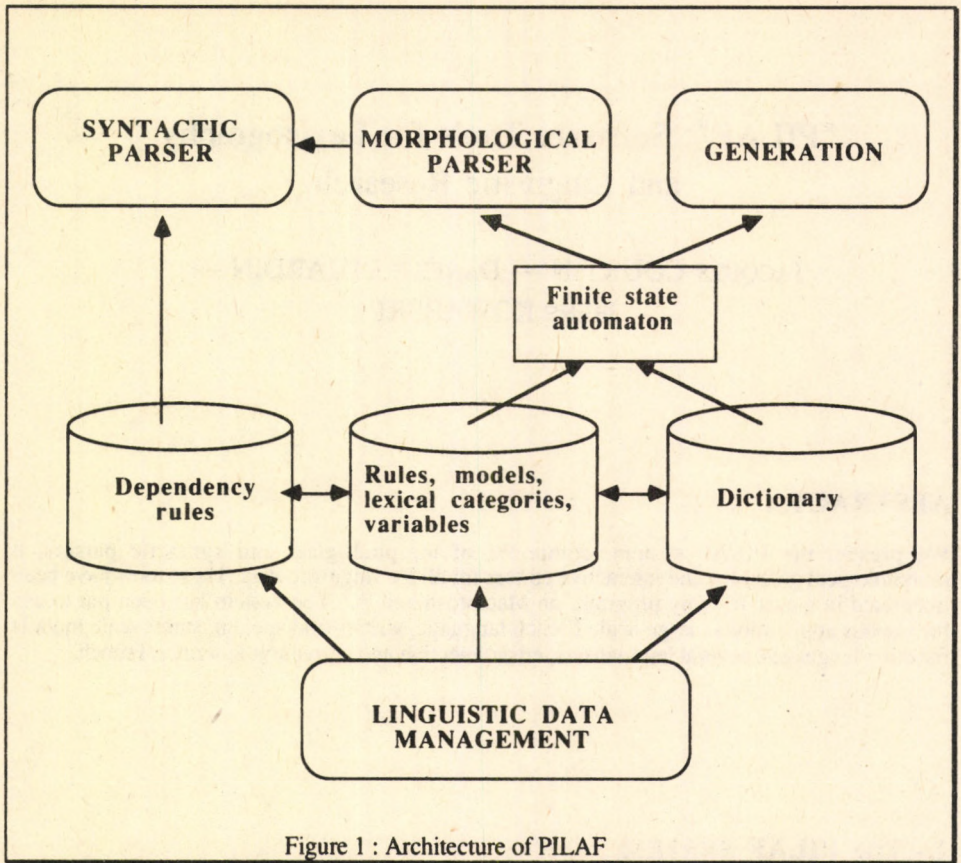 SYNTACTIC
PARSER
MORPHOLOGICAL
PARSER
GENERATION
Finite state
automaton
Dependency
rules
Rules, models,
lexical categories,
variables
Dictionary
LINGUISTIC DATA
MANAGEMENT
Figure 1 : Architecture of PILAF